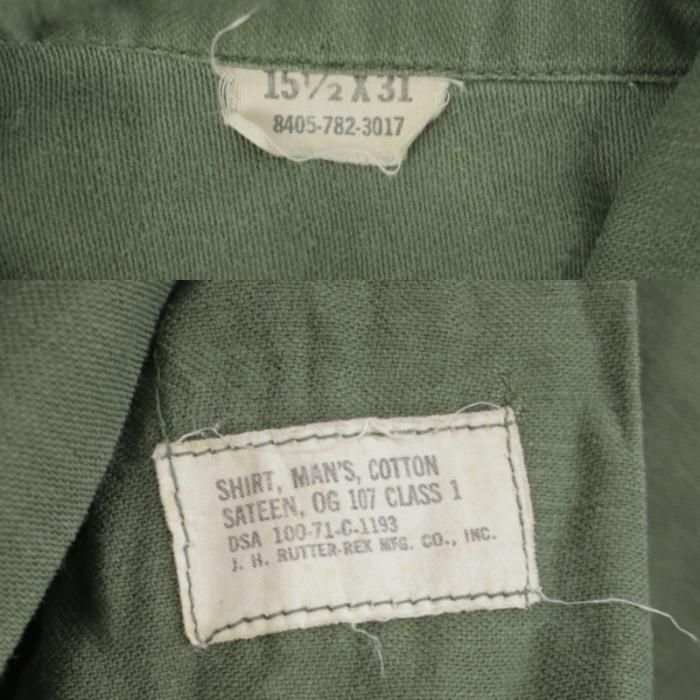 15½ X 31
8405-782-3017
SHIRT, MAN'S, COTTON
SATEEN, OG 107 CLASS 1
DSA 100-71-C-1193
J. H. RUTTER-REX MFG. CO., INC.